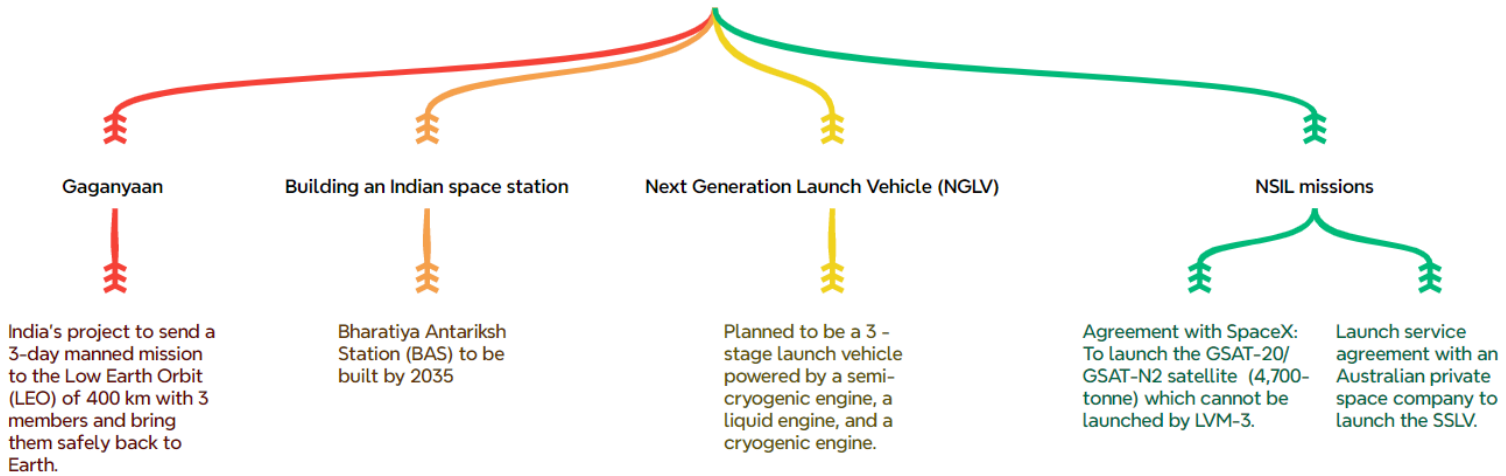 Gaganyaan
Building an Indian space station
Next Generation Launch Vehicle (NGLV)
NSIL missions
India's project to send a
3-day manned mission
to the Low Earth Orbit
(LEO) of 400 km with 3
members and bring
them safely back to
Earth.
Bharatiya Antariksh
Station (BAS) to be
built by 2035
Planned to be a 3 -
stage launch vehicle
powered by a semi-
cryogenic engine, a
liquid engine, and a
cryogenic engine.
Agreement with SpaceX:
To launch the GSAT-20/
GSAT-N2 satellite (4,700-
tonne) which cannot be
launched by LVM-3.
Launch service
agreement with an
Australian private
space company to
launch the SSLV.